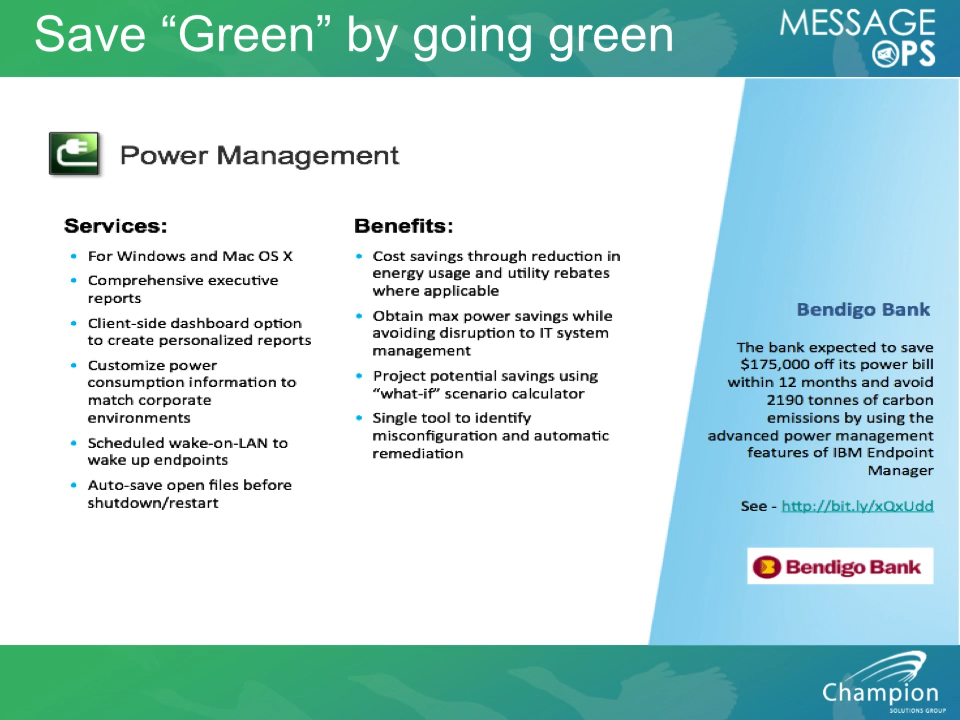 Save “Green” by going green
MESSAGE
OPS
Power Management
Services:
• For Windows and Mac OS X
• Comprehensive executive
reports
• Client-side dashboard option
to create personalized reports
• Customize power
consumption information to
match corporate
environments
• Scheduled wake-on-LAN to
wake up endpoints
• Auto-save open files before
shutdown/restart
Benefits:
• Cost savings through reduction in
energy usage and utility rebates
where applicable
• Obtain max power savings while
avoiding disruption to IT system
management
• Project potential savings using
“what-if” scenario calculator
• Single tool to identify
misconfiguration and automatic
remediation
Bendigo Bank
The bank expected to save
$175,000 off its power bill
within 12 months and avoid
2190 tonnes of carbon
emissions by using the
advanced power management
features of IBM Endpoint
Manager
See - http://bit.ly/xQxUdd
Bendigo Bank
Champion
SOLUTIONS GROUP